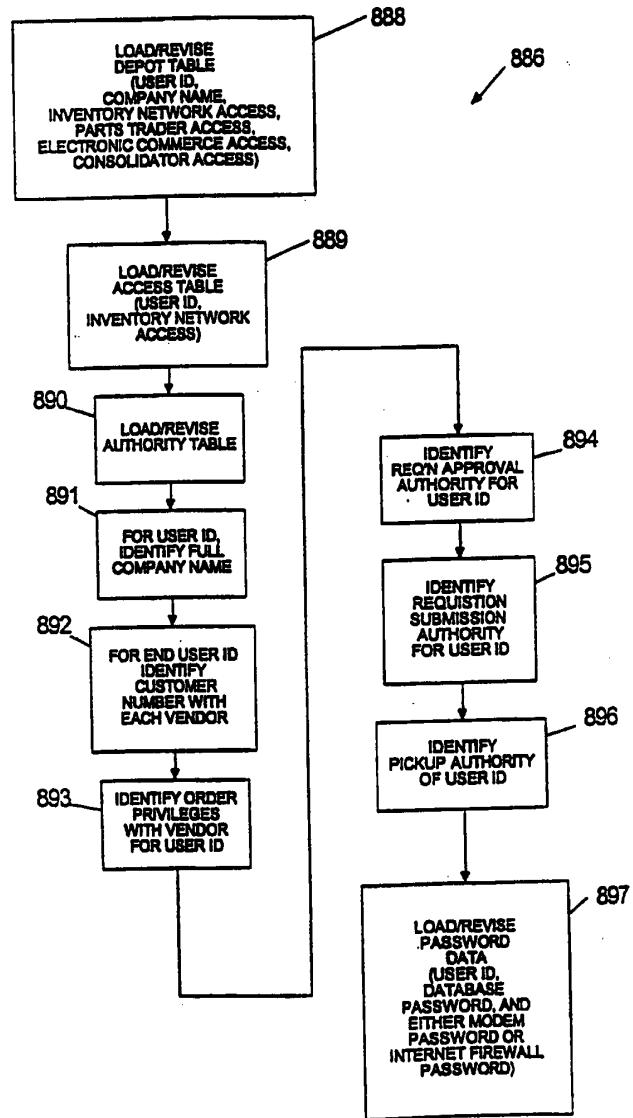 888
LOAD/REVISE
DEPOT TABLE
(USER ID,
COMPANY NAME,
INVENTORY NETWORK ACCESS,
PARTS TRADER ACCESS,
ELECTRONIC COMMERCE ACCESS,
CONSOLIDATOR ACCESS)
886
889
LOAD/REVISE
ACCESS TABLE
(USER ID,
INVENTORY NETWORK
ACCESS)
890
LOAD/REVISE
AUTHORITY TABLE
891
FOR USER ID,
IDENTIFY FULL
COMPANY NAME
892
FOR END USER ID
IDENTIFY
CUSTOMER
NUMBER WITH
EACH VENDOR
893
IDENTIFY ORDER
PRIVILEGES
WITH VENDOR
FOR USER ID
894
IDENTIFY
REQ'N APPROVAL
AUTHORITY FOR
USER ID
895
IDENTIFY
REQUISTION
SUBMISSION
AUTHORITY
FOR USER ID
896
IDENTIFY
PICKUP AUTHORITY
OF USER ID
897
LOAD/REVISE
PASSWORD
DATA
(USER ID,
DATABASE
PASSWORD, AND
EITHER MODEM
PASSWORD OR
INTERNET FIREWALL
PASSWORD)